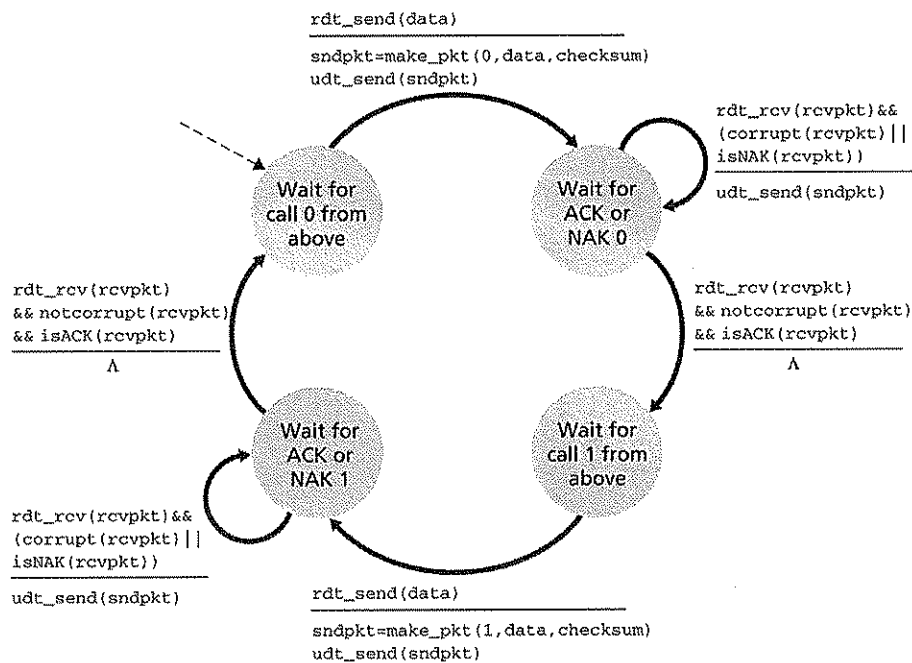 rdt_send(data)
sndpkt=make_pkt(0,data,checksum)
udt_send(sndpkt)
rdt_rcv(rcvpkt)&&
(corrupt(rcvpkt)||
isNAK(rcvpkt))
udt_send(sndpkt)
Wait for
call 0 from
above
Wait for
ACK or
NAK 0
rdt_rcv(rcvpkt)
&& notcorrupt(rcvpkt)
&& isACK(rcvpkt)
Λ
rdt_rcv(rcvpkt)
&& notcorrupt(rcvpkt)
&& isACK(rcvpkt)
Λ
Wait for
ACK or
NAK 1
Wait for
call 1 from
above
rdt_rcv(rcvpkt)&&
(corrupt(rcvpkt)||
isNAK(rcvpkt))
udt_send(sndpkt)
rdt_send(data)
sndpkt=make_pkt(1,data,checksum)
udt_send(sndpkt)